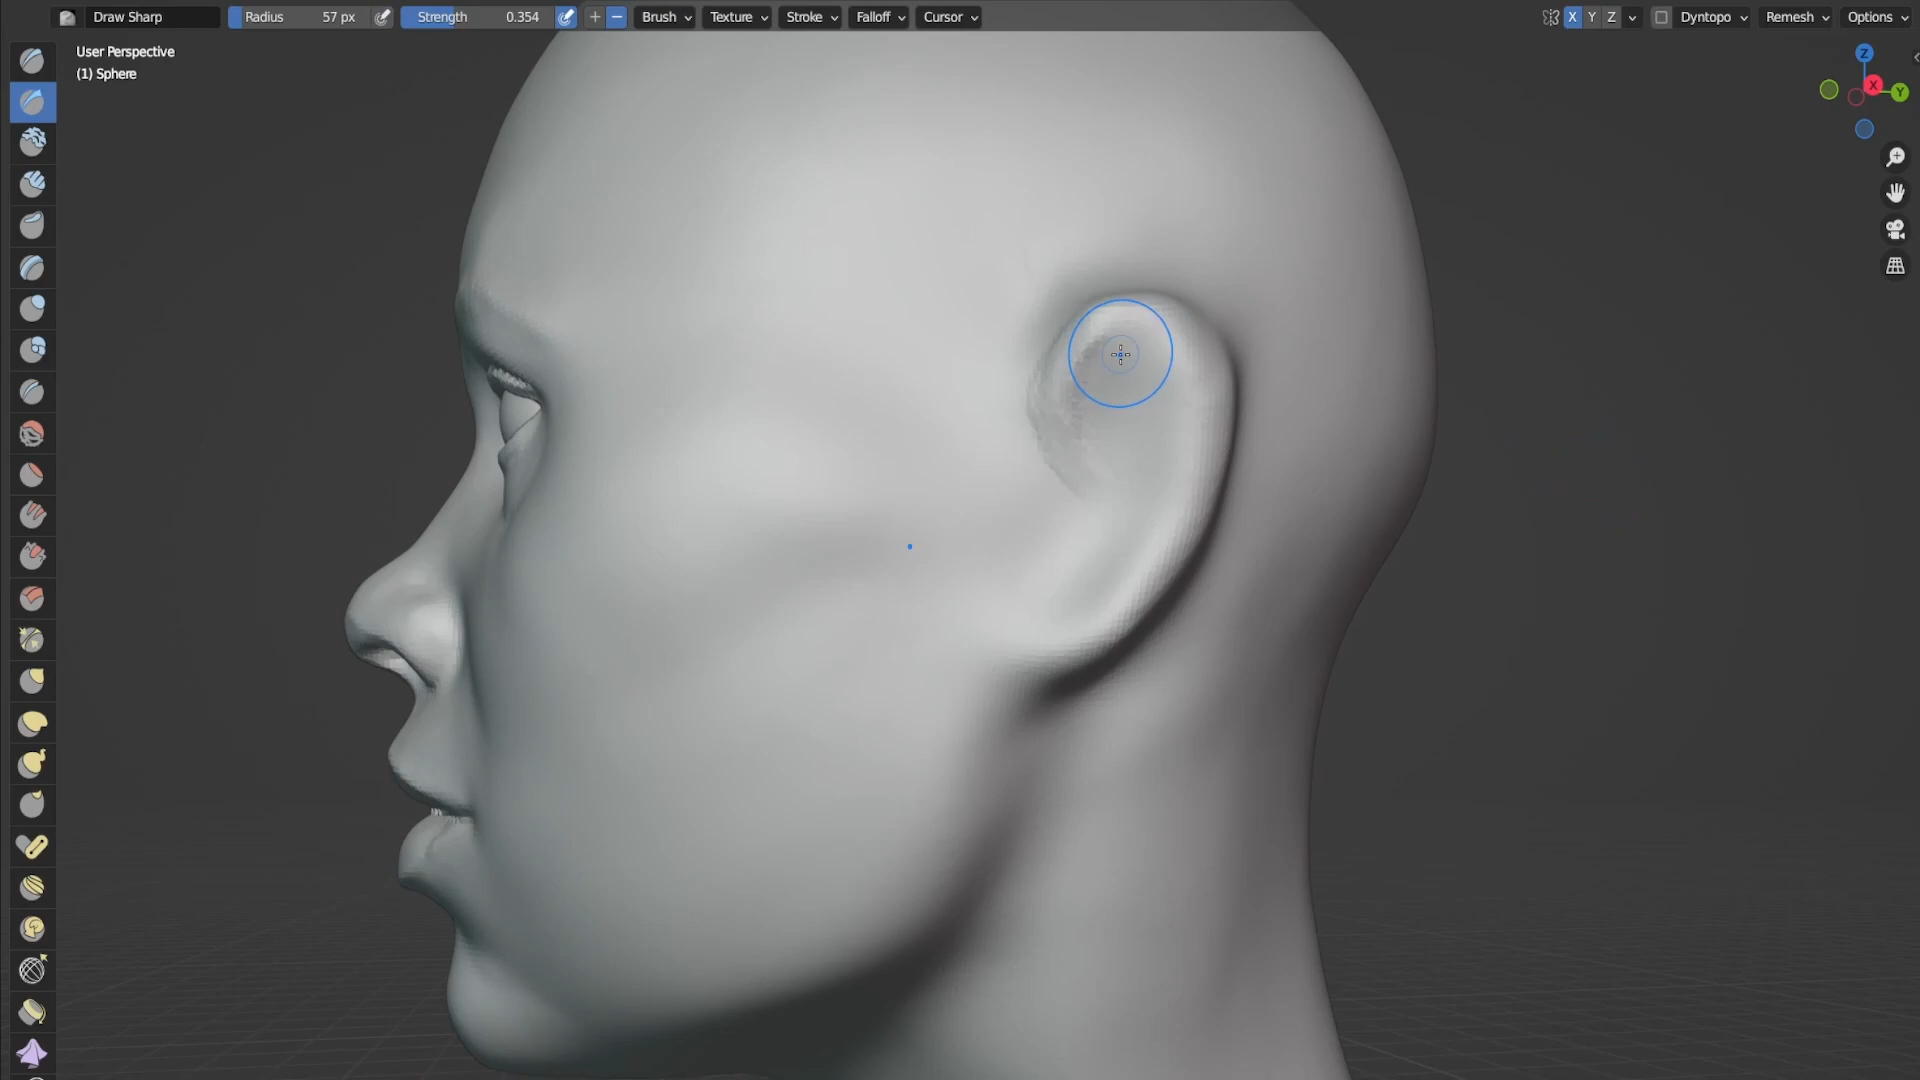 Draw Sharp Radius 57 px Strength 0.354 + − Brush Texture Stroke Falloff Cursor X Y Z Dyntopo Remesh Options
User Perspective
(1) Sphere
Z
X
Y